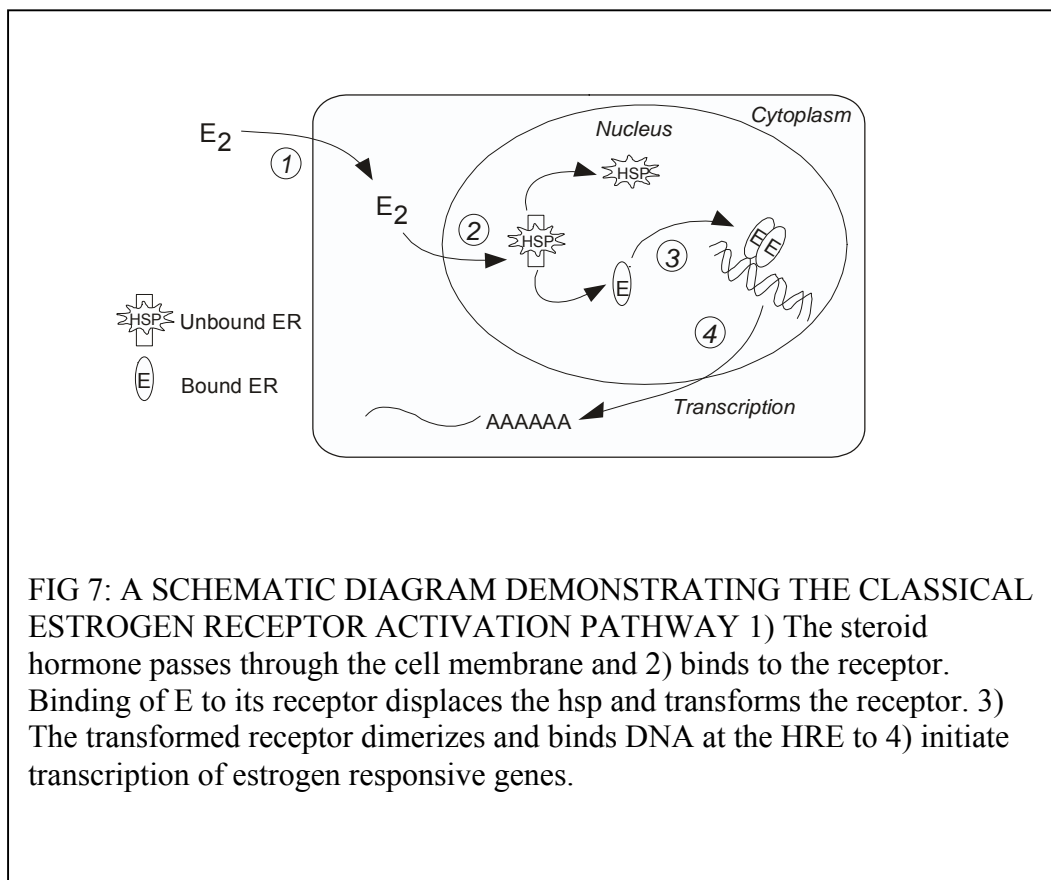 Cytoplasm
Nucleus
E2
1
HSP
E2
2
HSP
3
E E
E
4
HSP Unbound ER
E Bound ER
Transcription
AAAAAA
FIG 7: A SCHEMATIC DIAGRAM DEMONSTRATING THE CLASSICAL
ESTROGEN RECEPTOR ACTIVATION PATHWAY 1) The steroid
hormone passes through the cell membrane and 2) binds to the receptor.
Binding of E to its receptor displaces the hsp and transforms the receptor. 3)
The transformed receptor dimerizes and binds DNA at the HRE to 4) initiate
transcription of estrogen responsive genes.